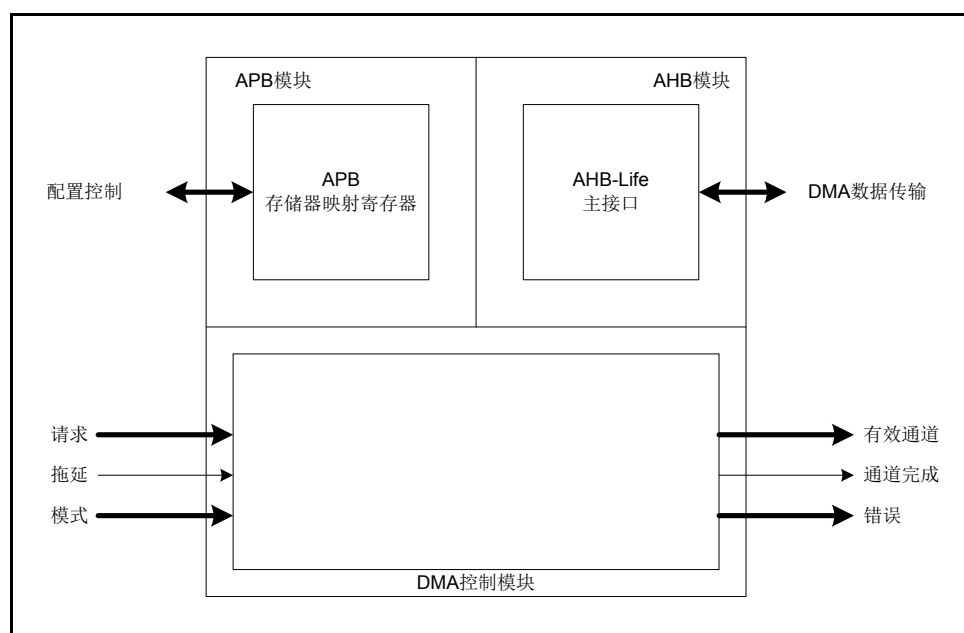 APB模块
AHB模块
配置控制
APB
存储器映射寄存器
AHB-Life
主接口
DMA数据传输
请求
拖延
模式
有效通道
通道完成
错误
DMA控制模块